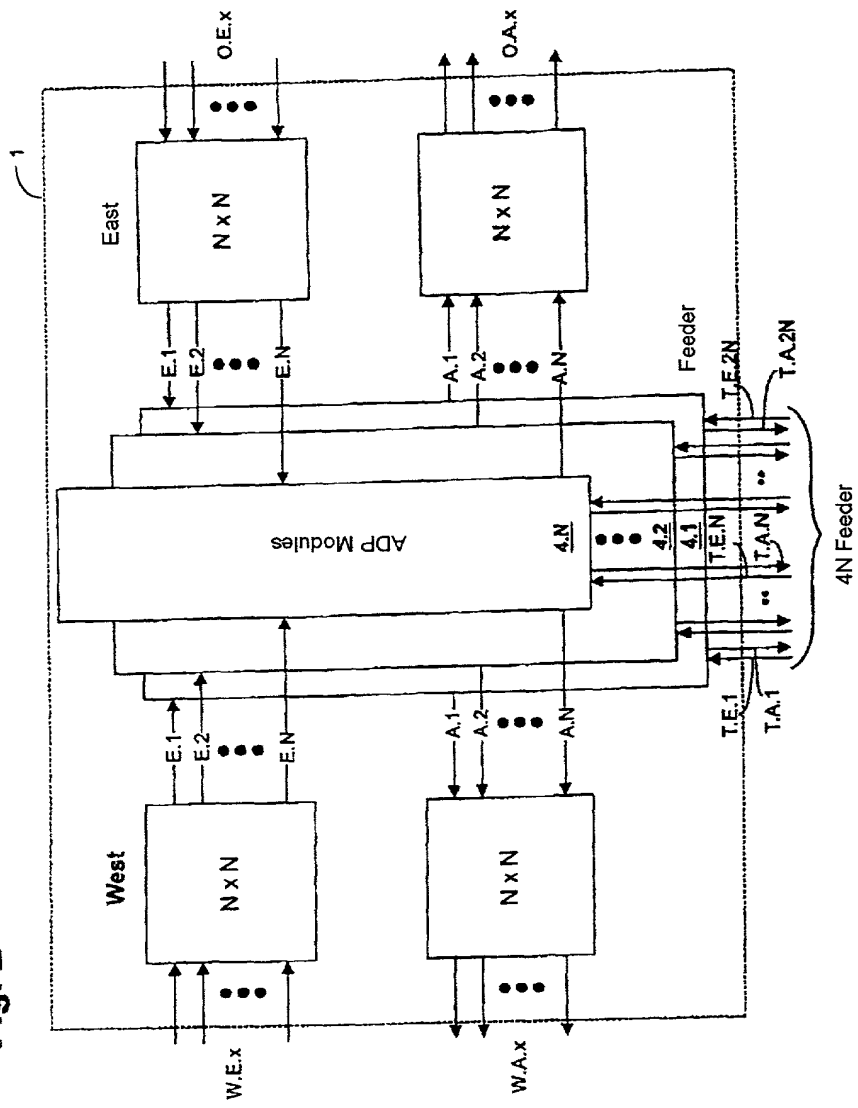 1
West
East
W.E.x
N x N
E.1
E.2
E.N
ADP Modules
E.1
E.2
E.N
N x N
O.E.x
W.A.x
N x N
A.1
A.2
A.N
4.N
4.2
4.1
A.1
A.2
A.N
N x N
O.A.x
Feeder
T.E.1
T.A.1
T.E.N
T.A.N
T.E.2N
T.A.2N
4N Feeder